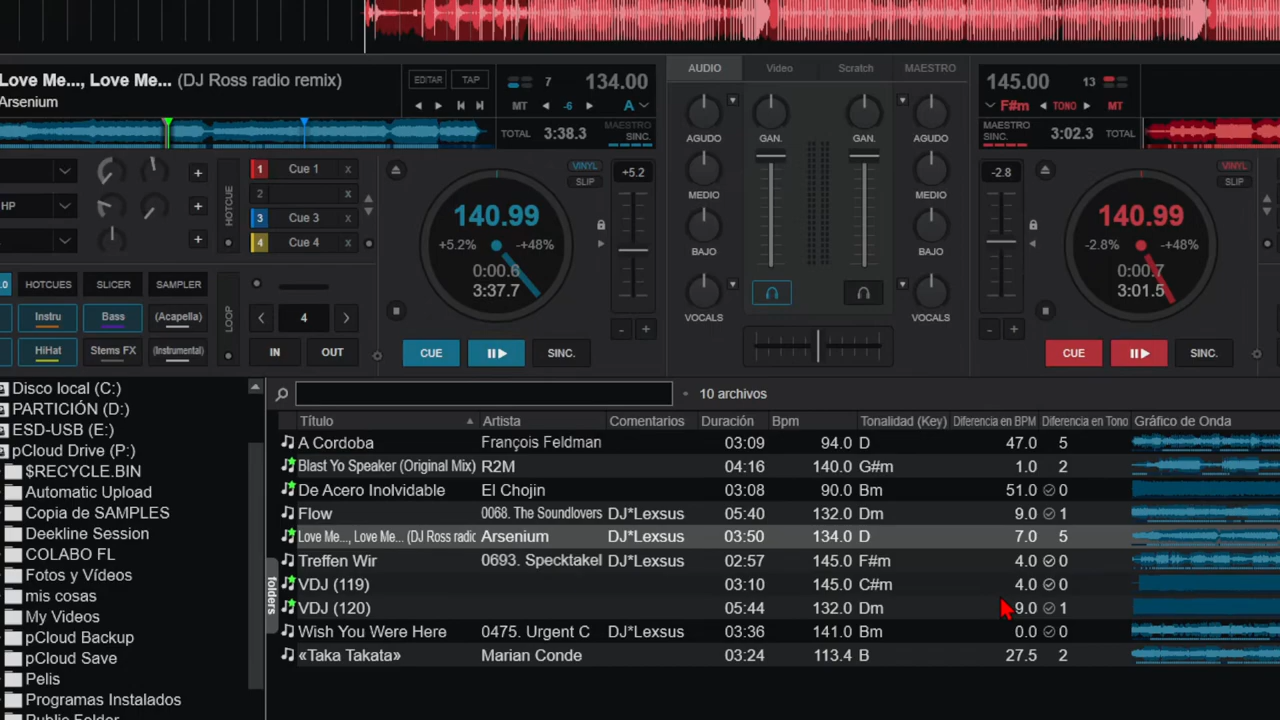 Love Me..., Love Me... (DJ Ross radio remix)
Arsenium
EDITAR TAP
7 134.00
MT -6 A
TOTAL 3:38.3 MAESTRO SINC.
AUDIO Video Scratch MAESTRO
AGUDO GAN. GAN. AGUDO
MEDIO MEDIO
BAJO BAJO
VOCALS VOCALS
145.00 13
F#m TONO MT
MAESTRO SINC. 3:02.3 TOTAL
HP
HOTCUE
1 Cue 1 x
2 x
3 Cue 3 x
4 Cue 4 x
VINYL
SLIP
+5.2
140.99
+5.2% -+48%
0:00.6
3:37.7
-2.8
VINYL
SLIP
140.99
-2.8% -+48%
0:00.7
3:01.5
.0 HOTCUES SLICER SAMPLER
Instru Bass (Acapella)
HiHat Stems FX (Instrumental)
LOOP
4
IN OUT
CUE SINC.
- +
- +
CUE SINC.
Disco local (C:)
PARTICIÓN (D:)
ESD-USB (E:)
pCloud Drive (P:)
$RECYCLE.BIN
Automatic Upload
Copia de SAMPLES
Deekline Session
COLABO FL
Fotos y Vídeos
mis cosas
My Videos
pCloud Backup
pCloud Save
Pelis
Programas Instalados
Public Folder
folders
10 archivos
Título Artista Comentarios Duración Bpm Tonalidad (Key) Diferencia en BPM Diferencia en Tono Gráfico de Onda
A Cordoba François Feldman 03:09 94.0 D 47.0 5
Blast Yo Speaker (Original Mix) R2M 04:16 140.0 G#m 1.0 2
De Acero Inolvidable El Chojin 03:08 90.0 Bm 51.0 0
Flow 0068. The Soundlovers DJ*Lexsus 05:40 132.0 Dm 9.0 1
Love Me..., Love Me... (DJ Ross radic Arsenium DJ*Lexsus 03:50 134.0 D 7.0 5
Treffen Wir 0693. Specktakel DJ*Lexsus 02:57 145.0 F#m 4.0 0
VDJ (119) 03:10 145.0 C#m 4.0 0
VDJ (120) 05:44 132.0 Dm 9.0 1
Wish You Were Here 0475. Urgent C DJ*Lexsus 03:36 141.0 Bm 0.0 0
«Taka Takata» Marian Conde 03:24 113.4 B 27.5 2